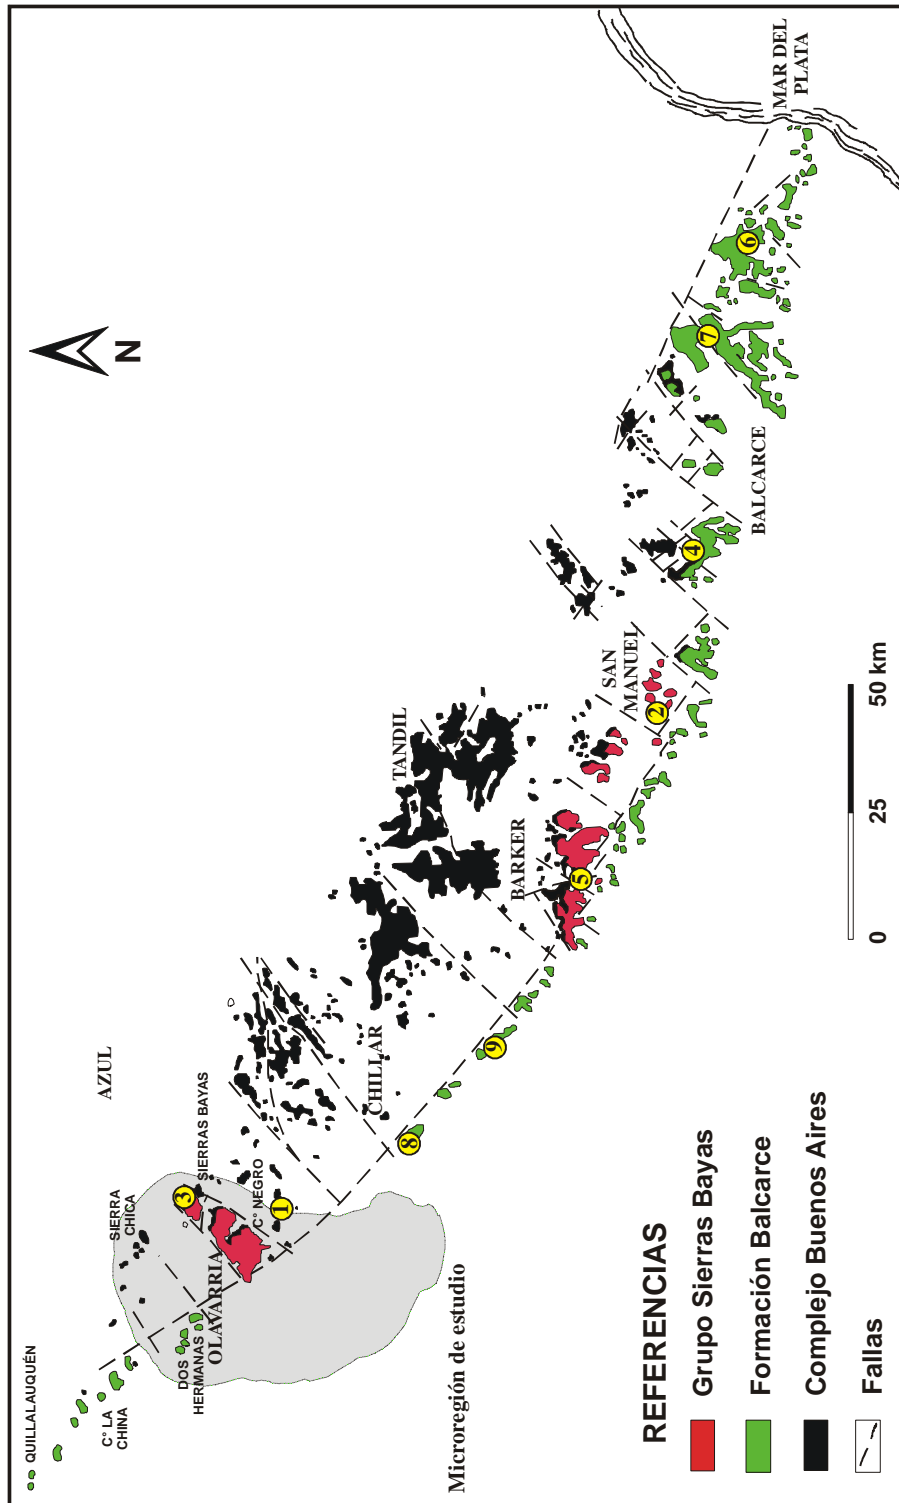 QUILLALAUQUÉN
C° LA
CHINA
DOS
HERMANAS
OLAVARRIA
SIERRA
CHICA
3
SIERRAS BAYAS
C° NEGRO
1
AZUL
Microregión de estudio
CHILLAR
8
9
TANDIL
BARKER
5
SAN
MANUEL
2
4
BALCARCE
7
6
MAR DEL
PLATA
N
0
25
50 km
REFERENCIAS
Grupo Sierras Bayas
Formación Balcarce
Complejo Buenos Aires
Fallas